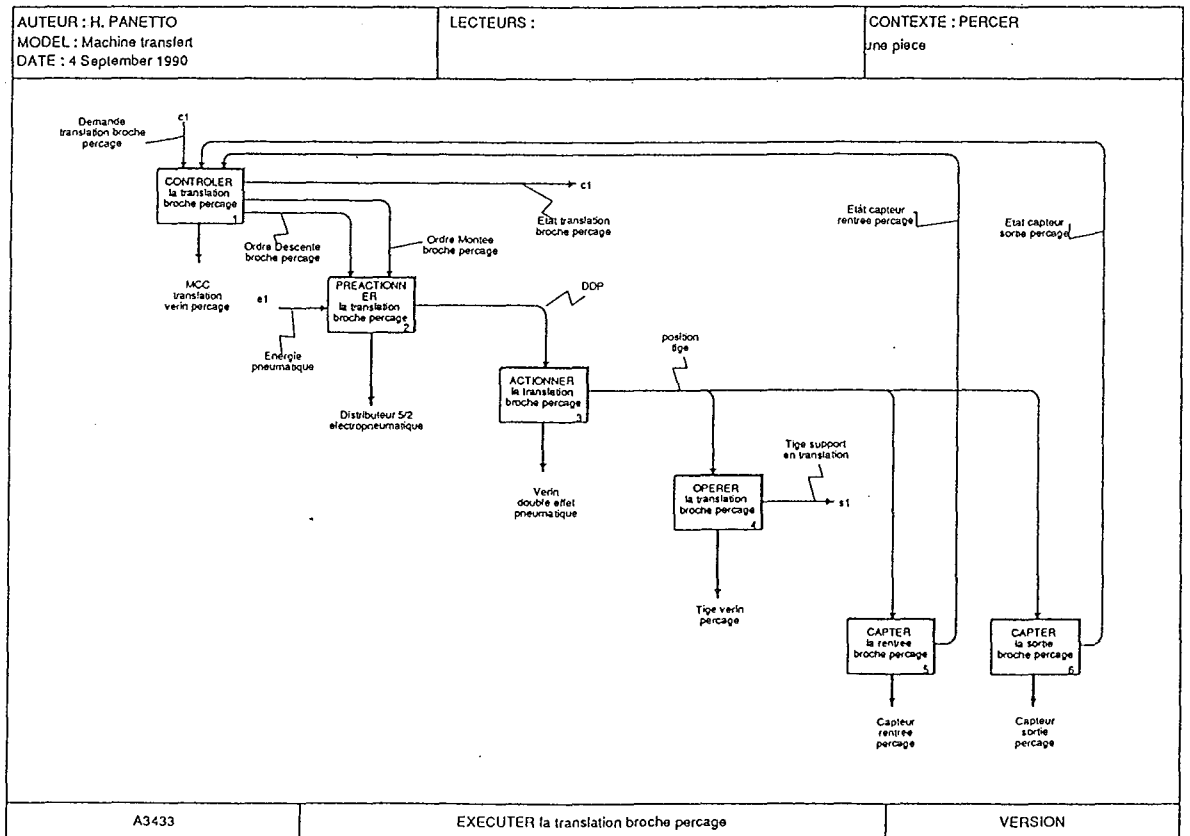 AUTEUR : H. PANETTO
MODEL : Machine transfert
DATE : 4 September 1990
LECTEURS :
CONTEXTE : PERCER
une piece
Demande
translation broche
percage
c1
CONTROLER
la translation
broche percage
1
c1
Etat translation
broche percage
Ordre Descente
broche percage
Ordre Montee
broche percage
MCC
translation
verin percage
e1
Energie
pneumatique
PREACTIONN
ER
la translation
broche percage
2
DDP
Distributeur 5/2
electropneumatique
ACTIONNER
la translation
broche percage
3
position
tige
Verin
double effet
pneumatique
Tige support
en translation
OPERER
la translation
broche percage
4
s1
Tige verin
percage
Etat capteur
rentree percage
Etat capteur
sortie percage
CAPTER
la rentree
broche percage
5
CAPTER
la sortie
broche percage
6
Capteur
rentree
percage
Capteur
sortie
percage
A3433
EXECUTER la translation broche percage
VERSION